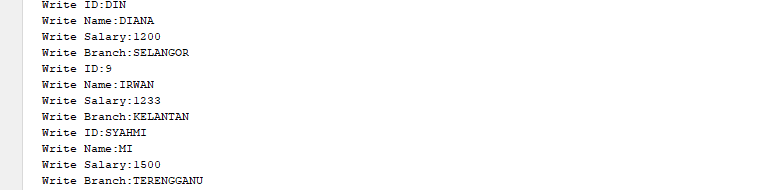 Write ID:DIN
Write Name:DIANA
Write Salary:1200
Write Branch:SELANGOR
Write ID:9
Write Name:IRWAN
Write Salary:1233
Write Branch:KELANTAN
Write ID:SYAHMI
Write Name:MI
Write Salary:1500
Write Branch:TERENGGANU